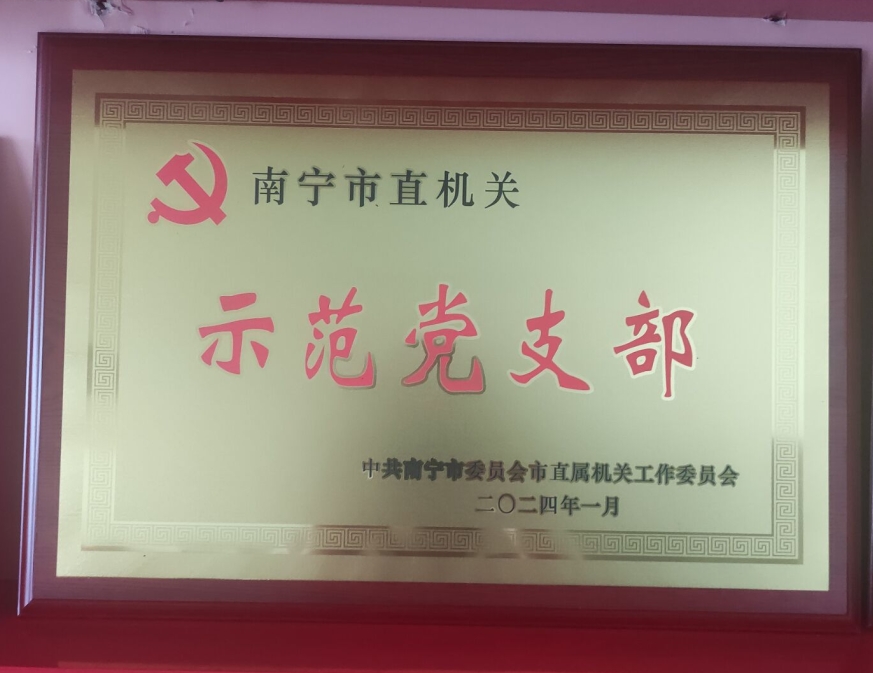 南宁市直机关
示范党支部
中共南宁市委员会市直属机关工作委员会
二〇二四年一月